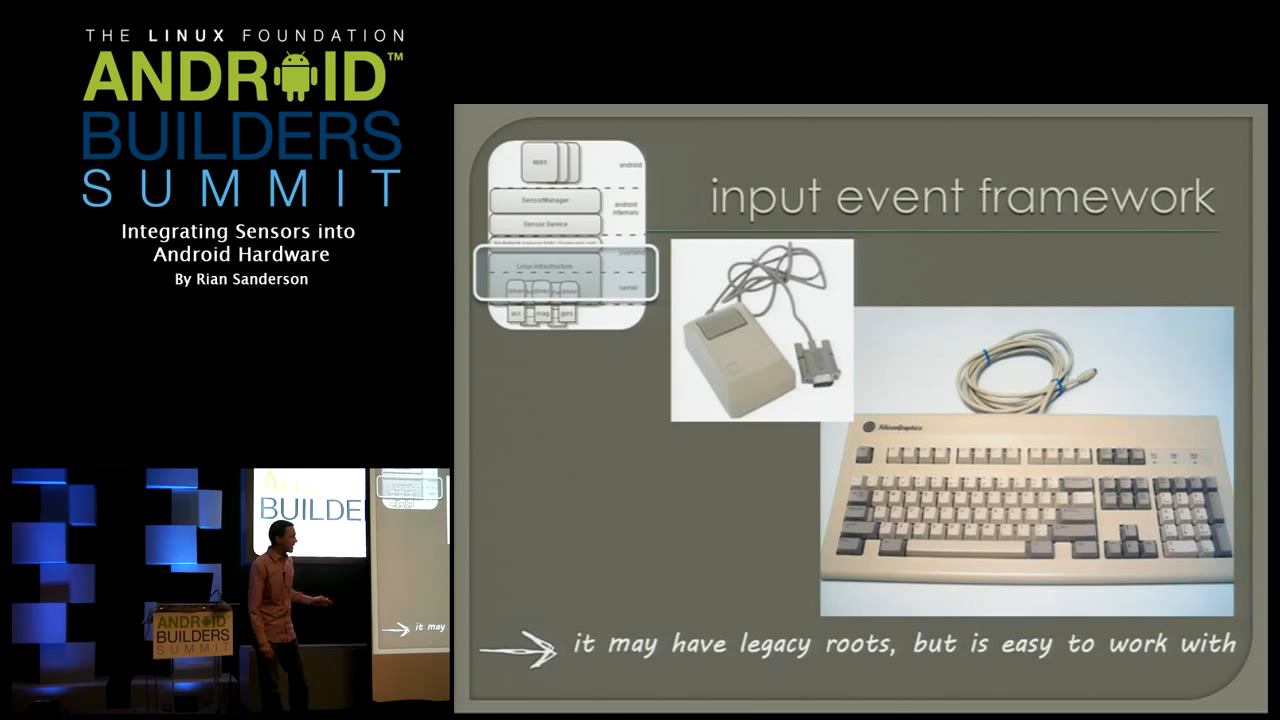 THE LINUX FOUNDATION
ANDROID™
BUILDERS
SUMMIT
Integrating Sensors into
Android Hardware
By Rian Sanderson
input event framework
apps
android
SensorManager
android
internals
Sensor Service
userland
Linux Infrastructure
kernel
acc mag gyro
SiliconGraphics
it may have legacy roots, but is easy to work with
BUILDE
it may
ANDROID
BUILDERS
SUMMIT